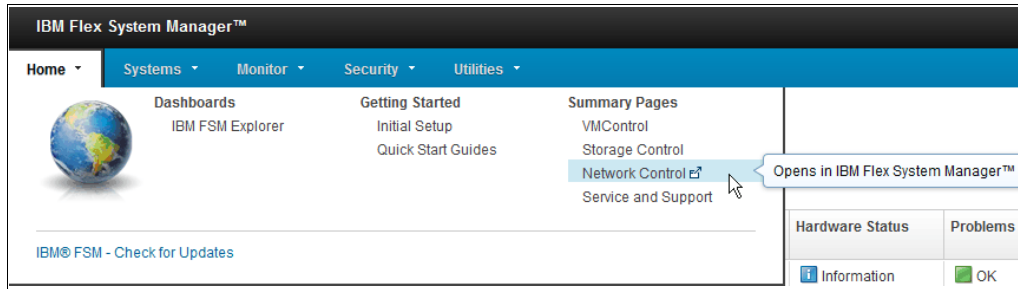 IBM Flex System Manager™
Home Systems Monitor Security Utilities
Dashboards
IBM FSM Explorer
Getting Started
Initial Setup
Quick Start Guides
Summary Pages
VMControl
Storage Control
Network Control
Service and Support
Opens in IBM Flex System Manager™
IBM® FSM - Check for Updates
Hardware Status Problems
Information OK